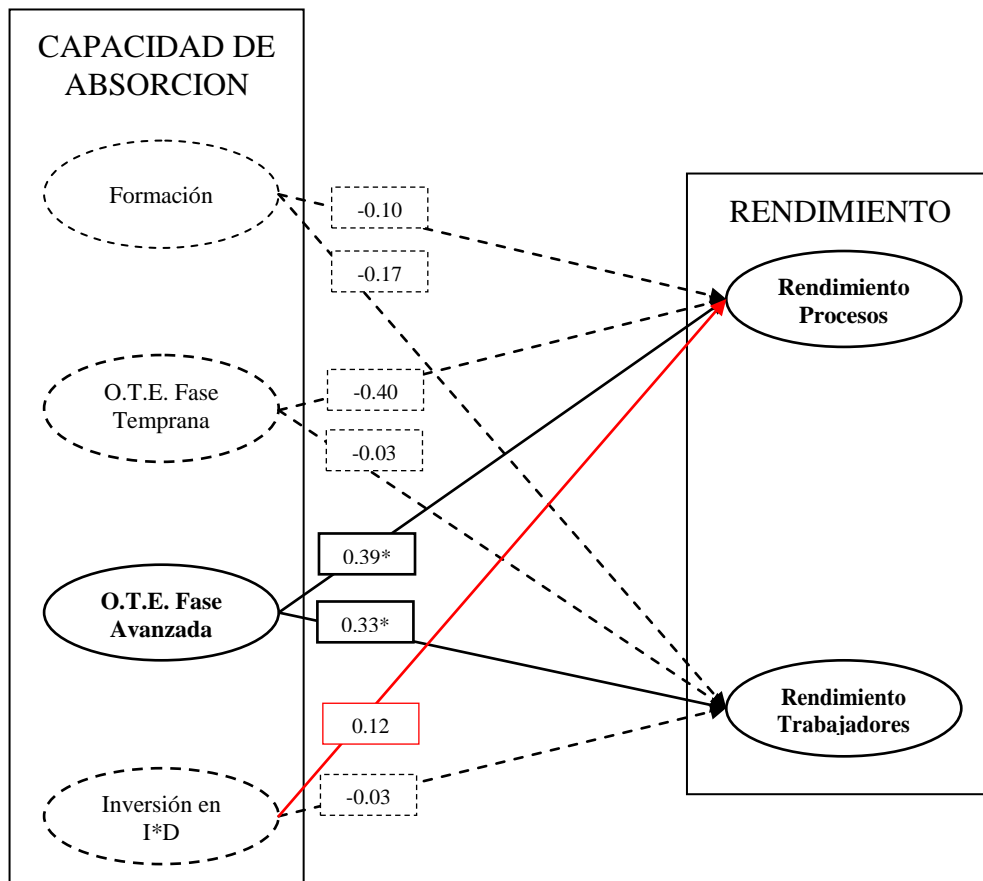 CAPACIDAD DE
ABSORCION
Formación
-0.10
-0.17
RENDIMIENTO
Rendimiento
Procesos
O.T.E. Fase
Temprana
-0.40
-0.03
O.T.E. Fase
Avanzada
0.39*
0.33*
Rendimiento
Trabajadores
0.12
Inversión en
I*D
-0.03